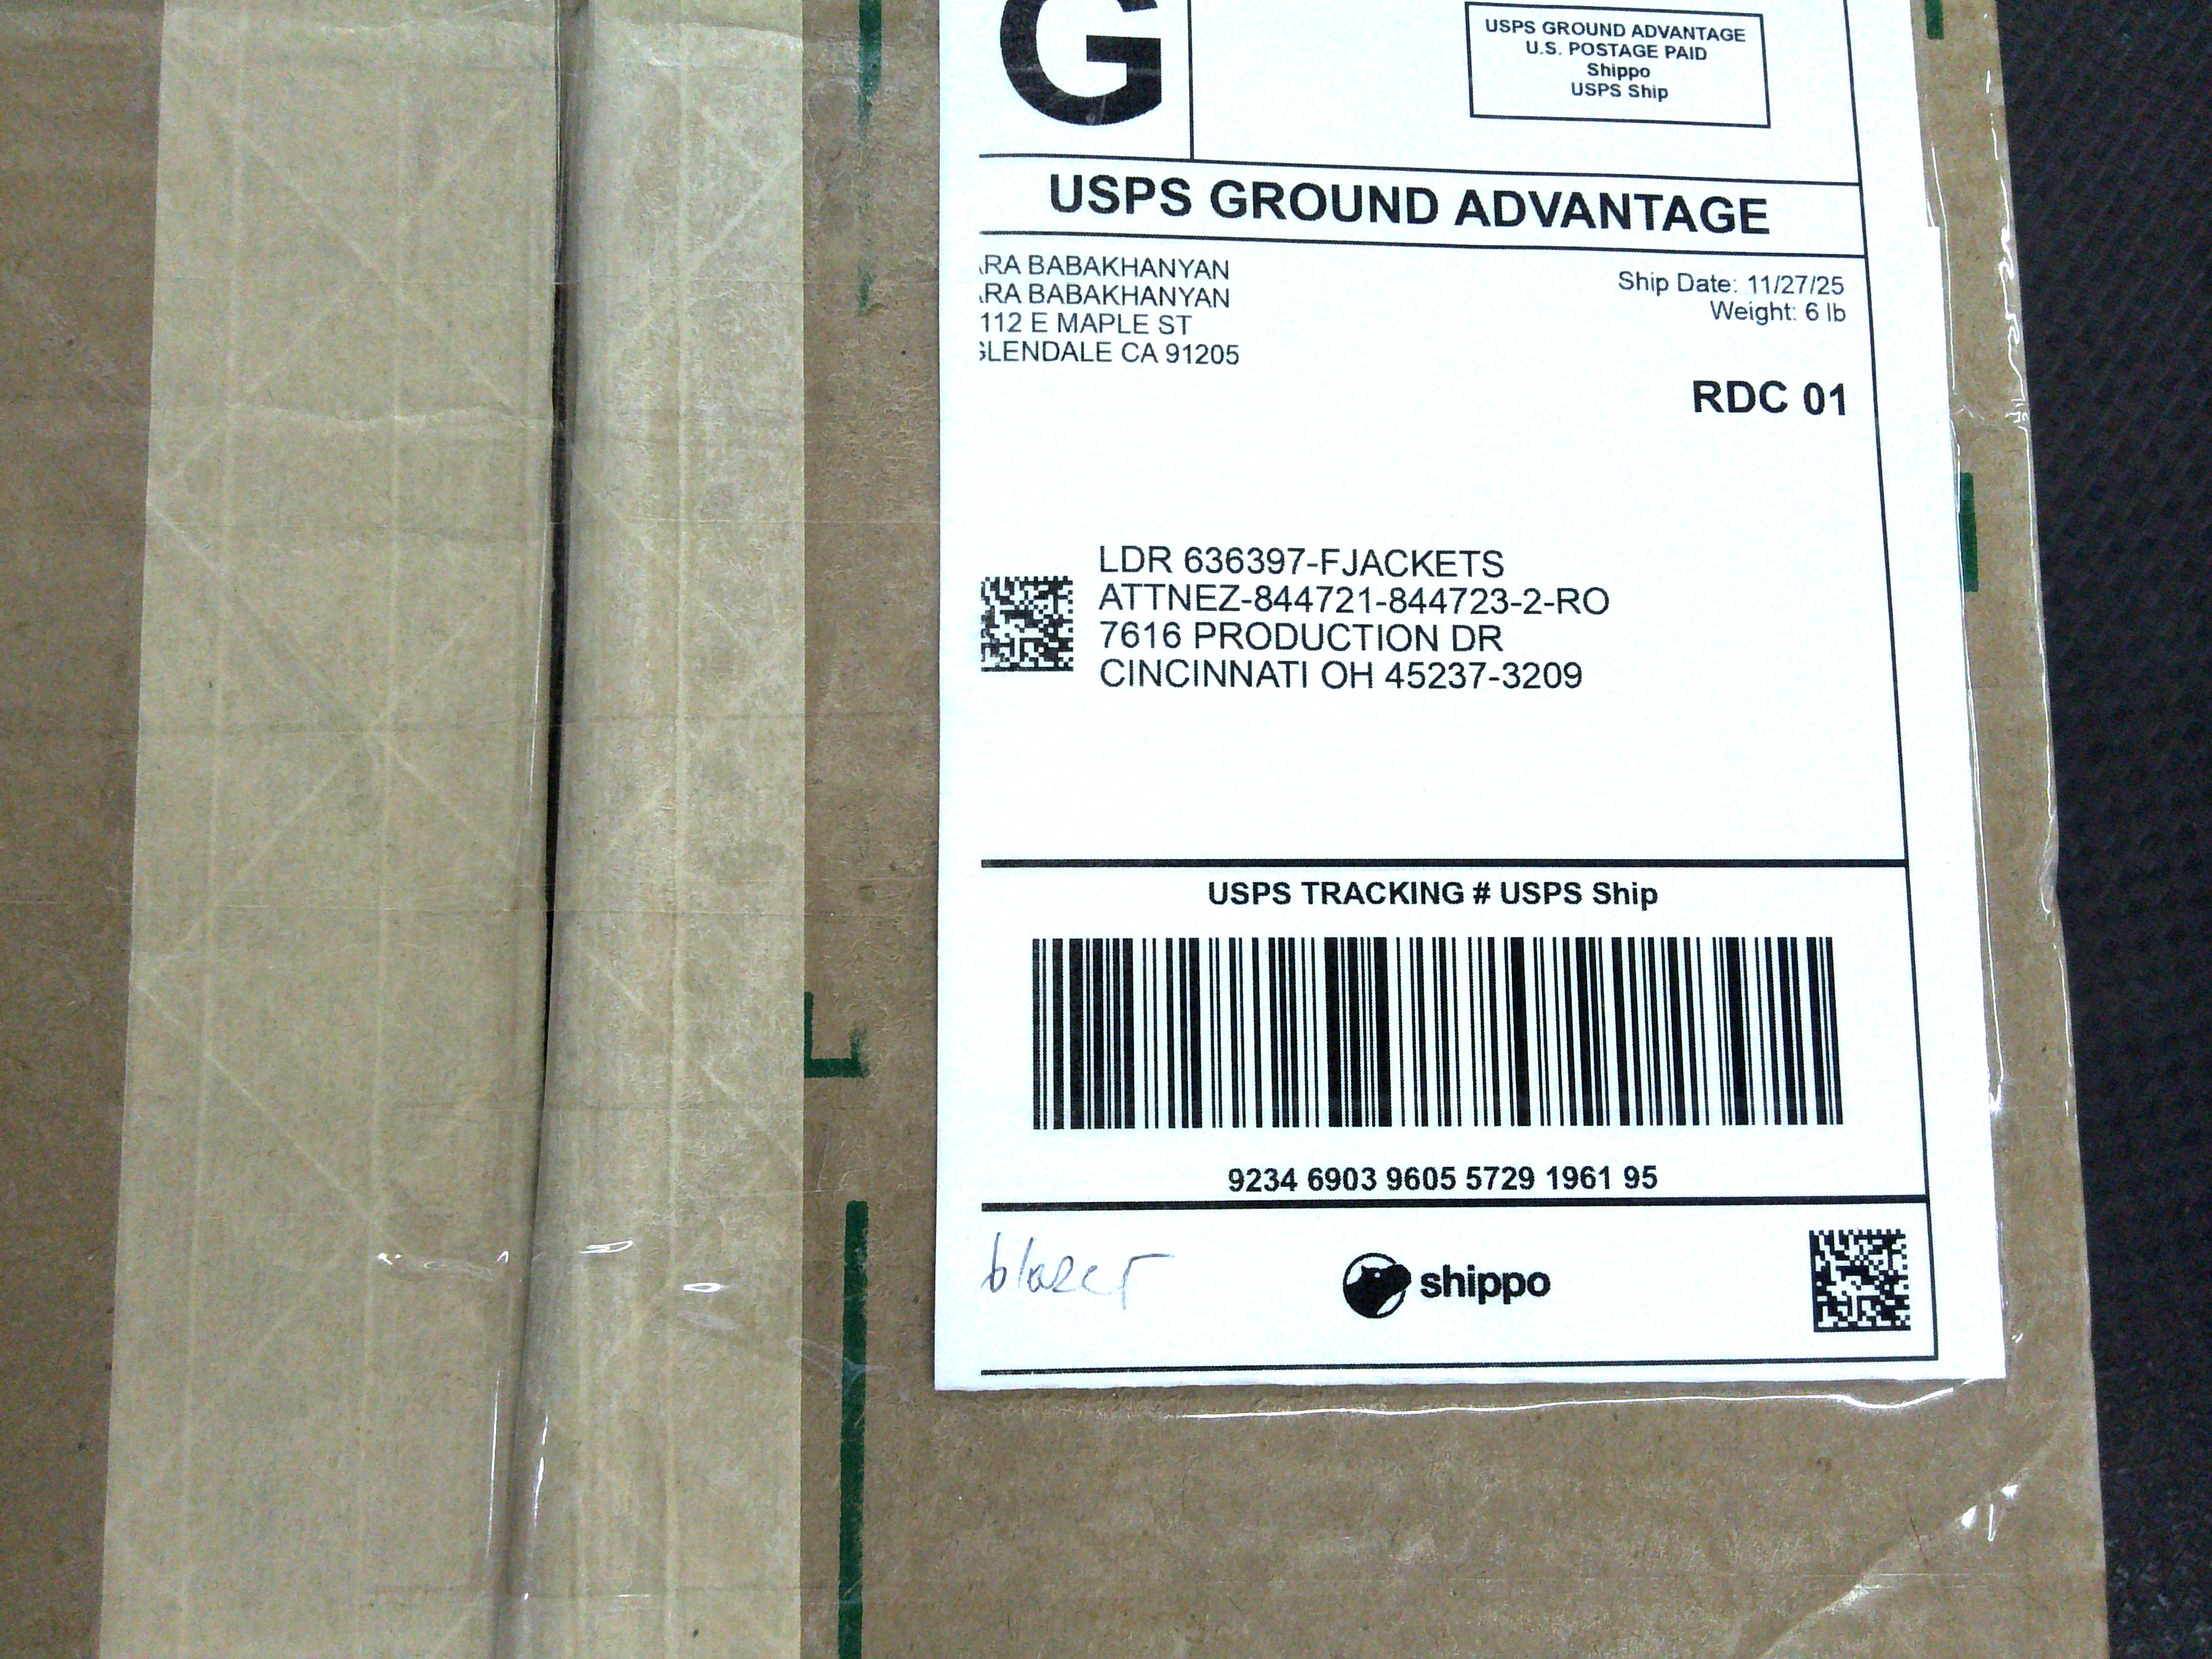 G
USPS GROUND ADVANTAGE
U.S. POSTAGE PAID
Shippo
USPS Ship
USPS GROUND ADVANTAGE
RA BABAKHANYAN
RA BABAKHANYAN
112 E MAPLE ST
GLENDALE CA 91205
Ship Date: 11/27/25
Weight: 6 lb
RDC 01
LDR 636397-FJACKETS
ATTNEZ-844721-844723-2-RO
7616 PRODUCTION DR
CINCINNATI OH 45237-3209
USPS TRACKING # USPS Ship
9234 6903 9605 5729 1961 95
shippo